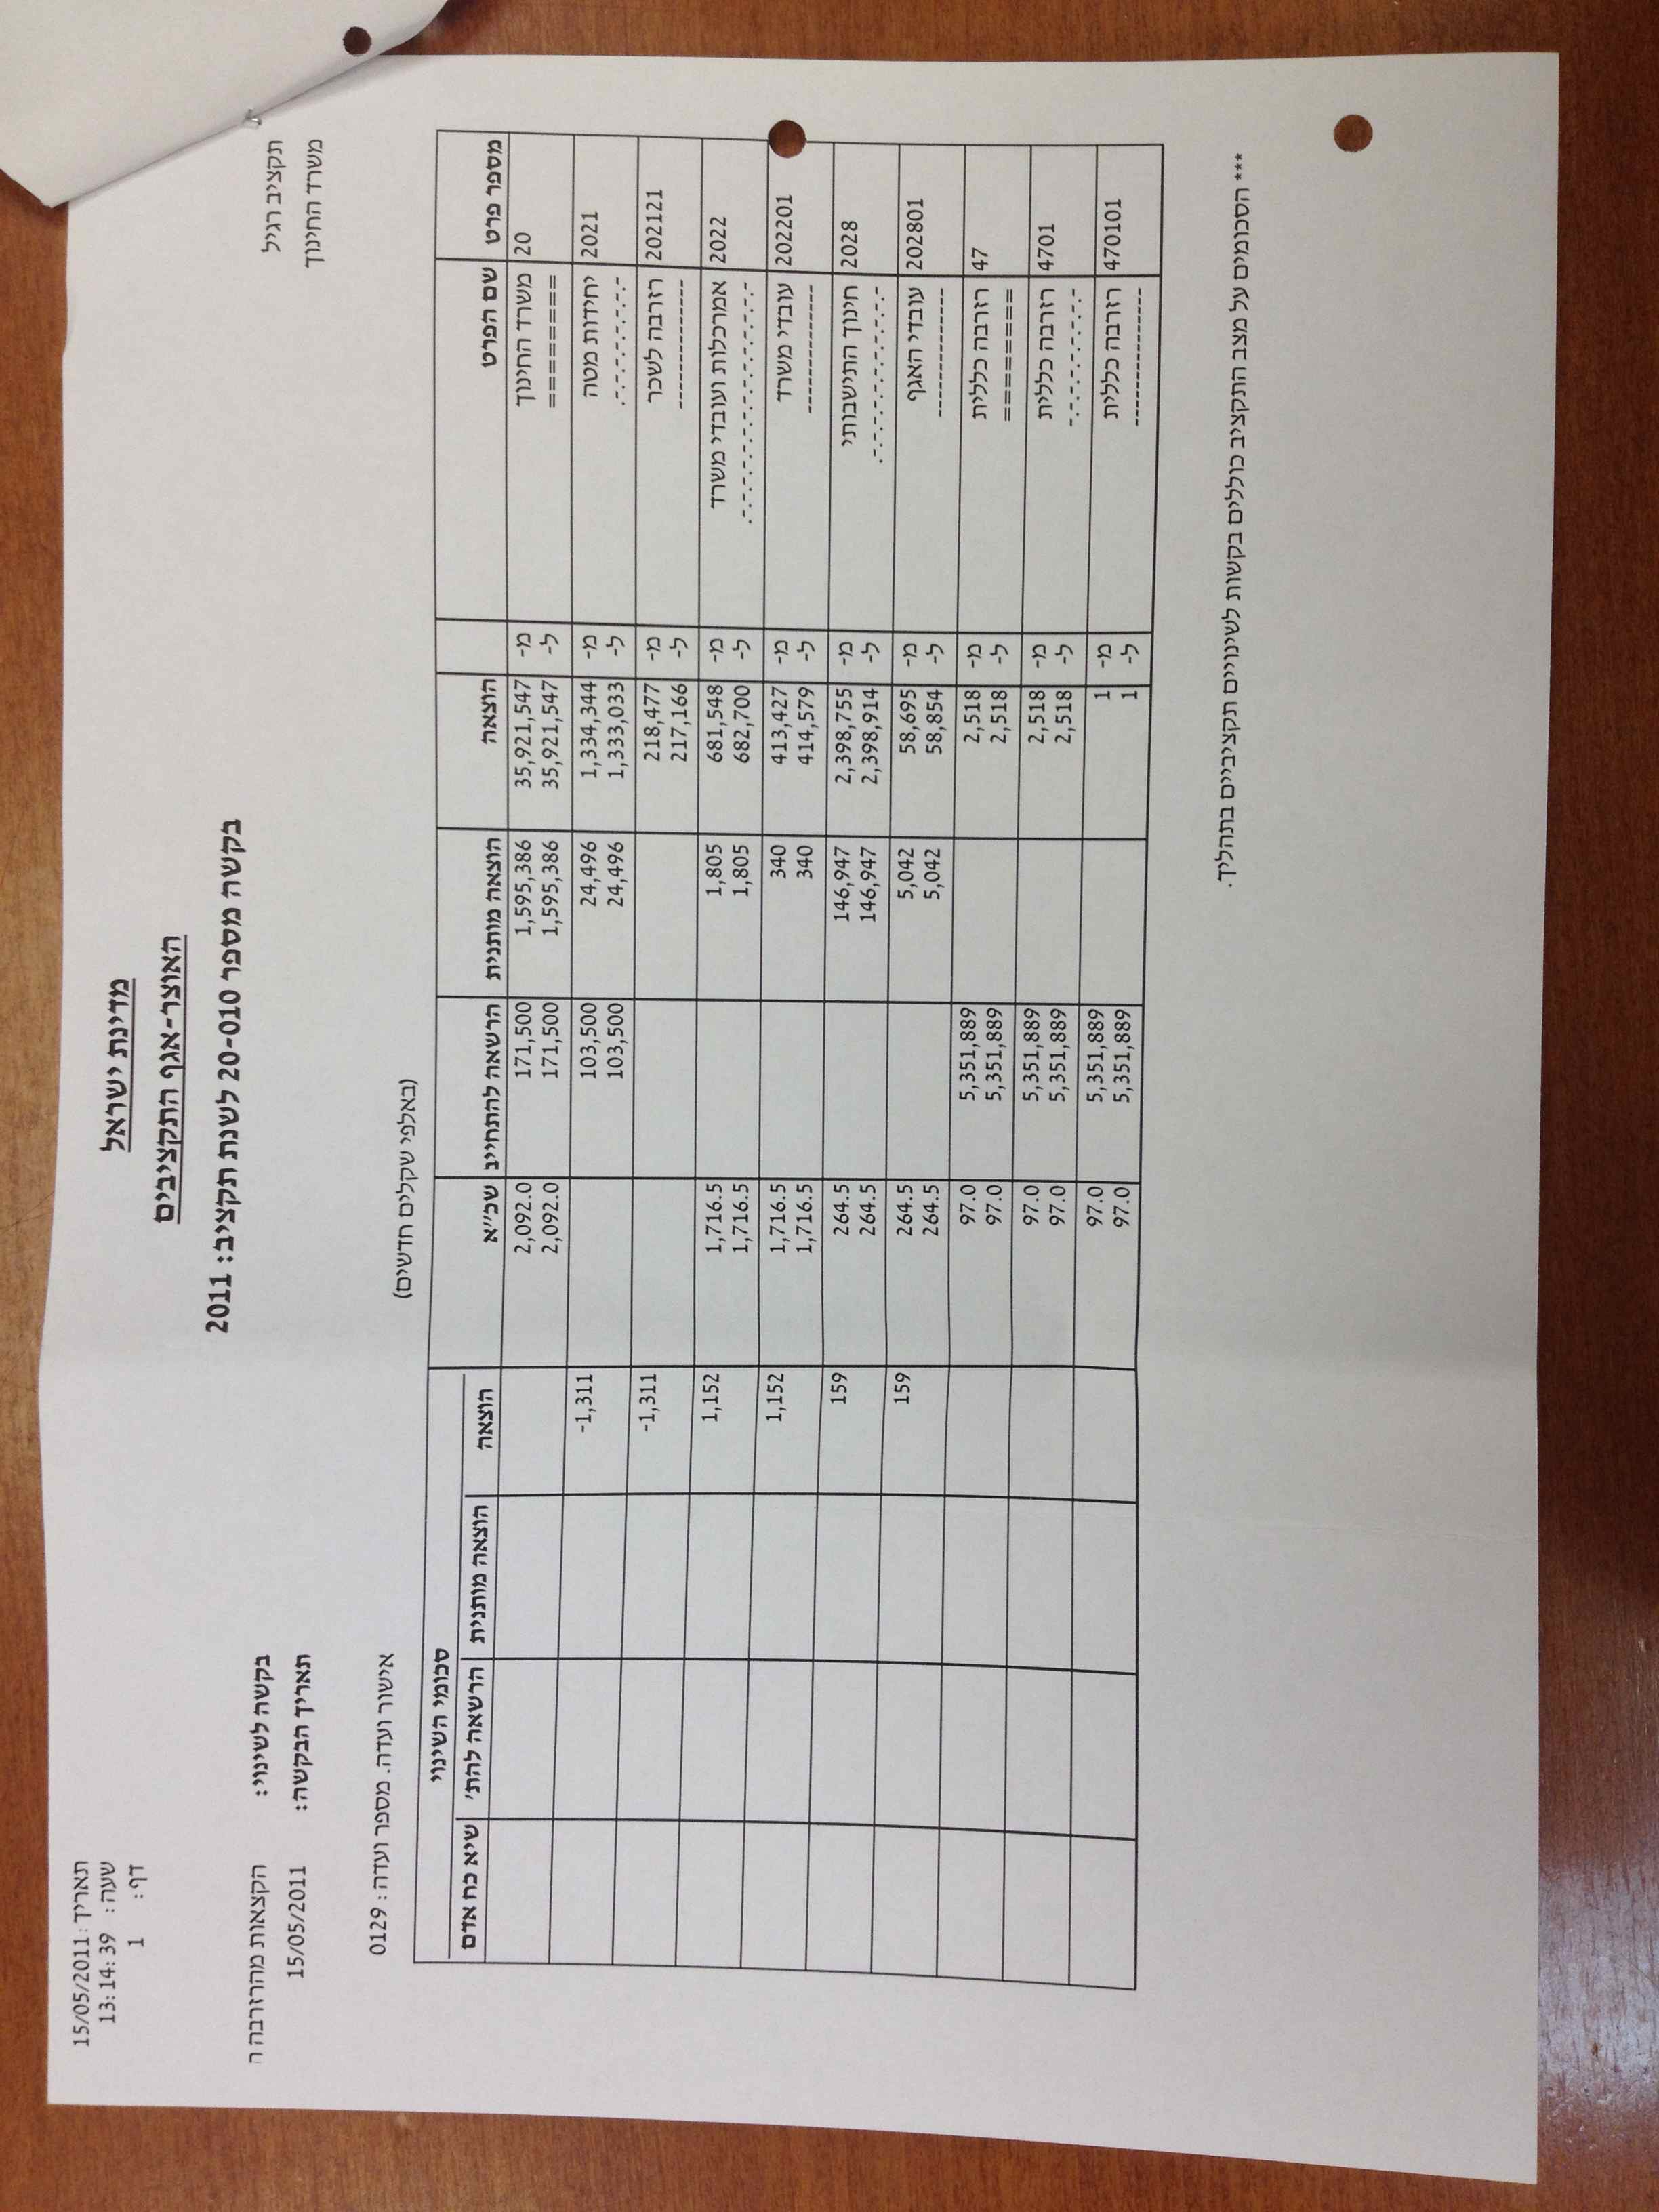 תאריך: 15/05/2011
שעה: 13:14:39
דף: 1
מדינת ישראל
האוצר-אגף התקציבים
בקשה מספר 20-010 לשנת תקציב: 2011
תקציב רגיל
בקשה לשינוי: הקצאות מהרזרבה ה
משרד החינוך
תאריך הבקשה: 15/05/2011
אישור ועדה. מספר ועדה: 0129
(באלפי שקלים חדשים)
סכומי השינוי
מספר פרט שם הפרט הוצאה הוצאה מותנית הרשאה להתחייב שכ"א הוצאה הוצאה מותנית הרשאה להת' שיא כח אדם
20 משרד החינוך מ- 35,921,547 1,595,386 171,500 2,092.0
======== ל- 35,921,547 1,595,386 171,500 2,092.0
2021 יחידות מטה מ- 1,334,344 24,496 103,500 -1,311
.-.-.-.-.-.- ל- 1,333,033 24,496 103,500
202121 רזרבה לשכר מ- 218,477 -1,311
------------ ל- 217,166
2022 אמרכלות ועובדי משרד מ- 681,548 1,805 1,716.5 1,152
.-.-.-.-.-.-.-.-.-.-.- ל- 682,700 1,805 1,716.5
202201 עובדי משרד מ- 413,427 340 1,716.5 1,152
------------ ל- 414,579 340 1,716.5
2028 חינוך התישבותי מ- 2,398,755 146,947 264.5 159
.-.-.-.-.-.-.-.- ל- 2,398,914 146,947 264.5
202801 עובדי האגף מ- 58,695 5,042 264.5 159
------------ ל- 58,854 5,042 264.5
47 רזרבה כללית מ- 2,518 5,351,889 97.0
======== ל- 2,518 5,351,889 97.0
4701 רזרבה כללית מ- 2,518 5,351,889 97.0
-.-.-.-.-.-.- ל- 2,518 5,351,889 97.0
470101 רזרבה כללית מ- 1 5,351,889 97.0
------------- ל- 1 5,351,889 97.0
*** הסכומים על מצב התקציב כוללים בקשות לשינויים תקציביים בתהליך.